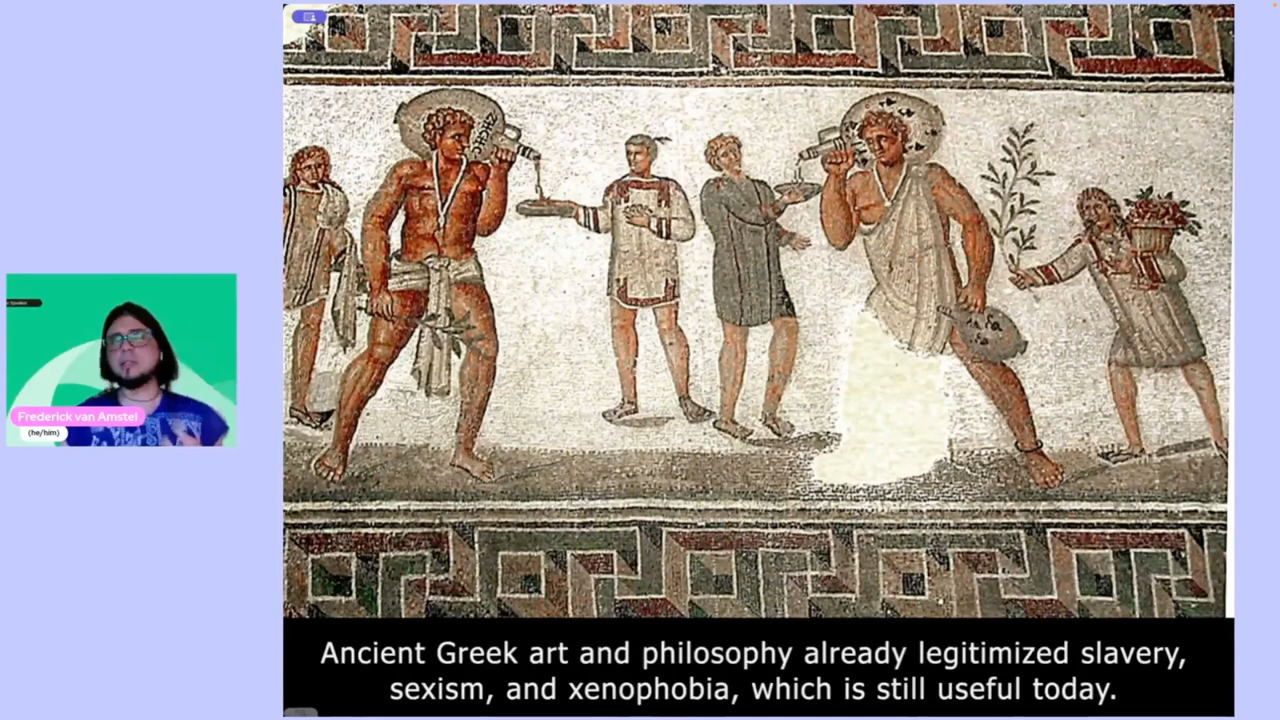 Frederick van Amstel
(he/him)
Ancient Greek art and philosophy already legitimized slavery,
sexism, and xenophobia, which is still useful today.